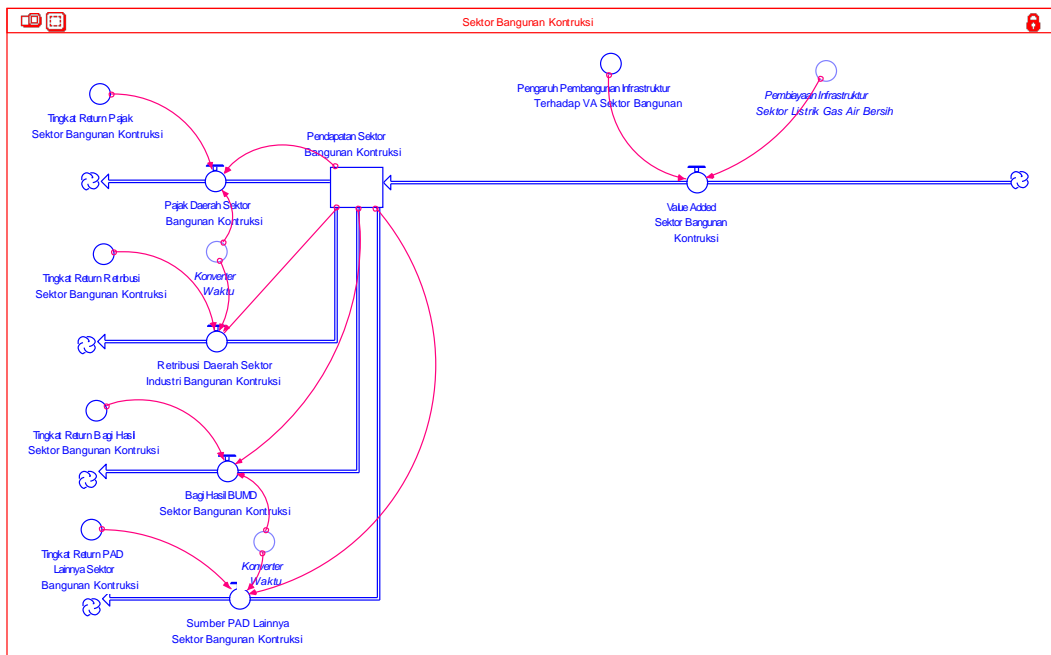 Sektor Bangunan Kontruksi
Pengaruh Pembangunan Infrastruktur
Terhadap VA Sektor Bangunan
Pembiayaan Infrastruktur
Sektor Listrik Gas Air Bersih
Tingkat Return Pajak
Sektor Bangunan Kontruksi
Pendapatan Sektor
Bangunan Kontruksi
Pajak Daerah Sektor
Bangunan Kontruksi
Value Added
Sektor Bangunan
Kontruksi
Tingkat Return Retribusi
Sektor Bangunan Kontruksi
Konverter
Waktu
Retribusi Daerah Sektor
Industri Bangunan Kontruksi
Tingkat Return Bagi Hasil
Sektor Bangunan Kontruksi
Bagi Hasil BUMD
Sektor Bangunan Kontruksi
Tingkat Return PAD
Lainnya Sektor
Bangunan Kontruksi
Konverter
Waktu
Sumber PAD Lainnya
Sektor Bangunan Kontruksi